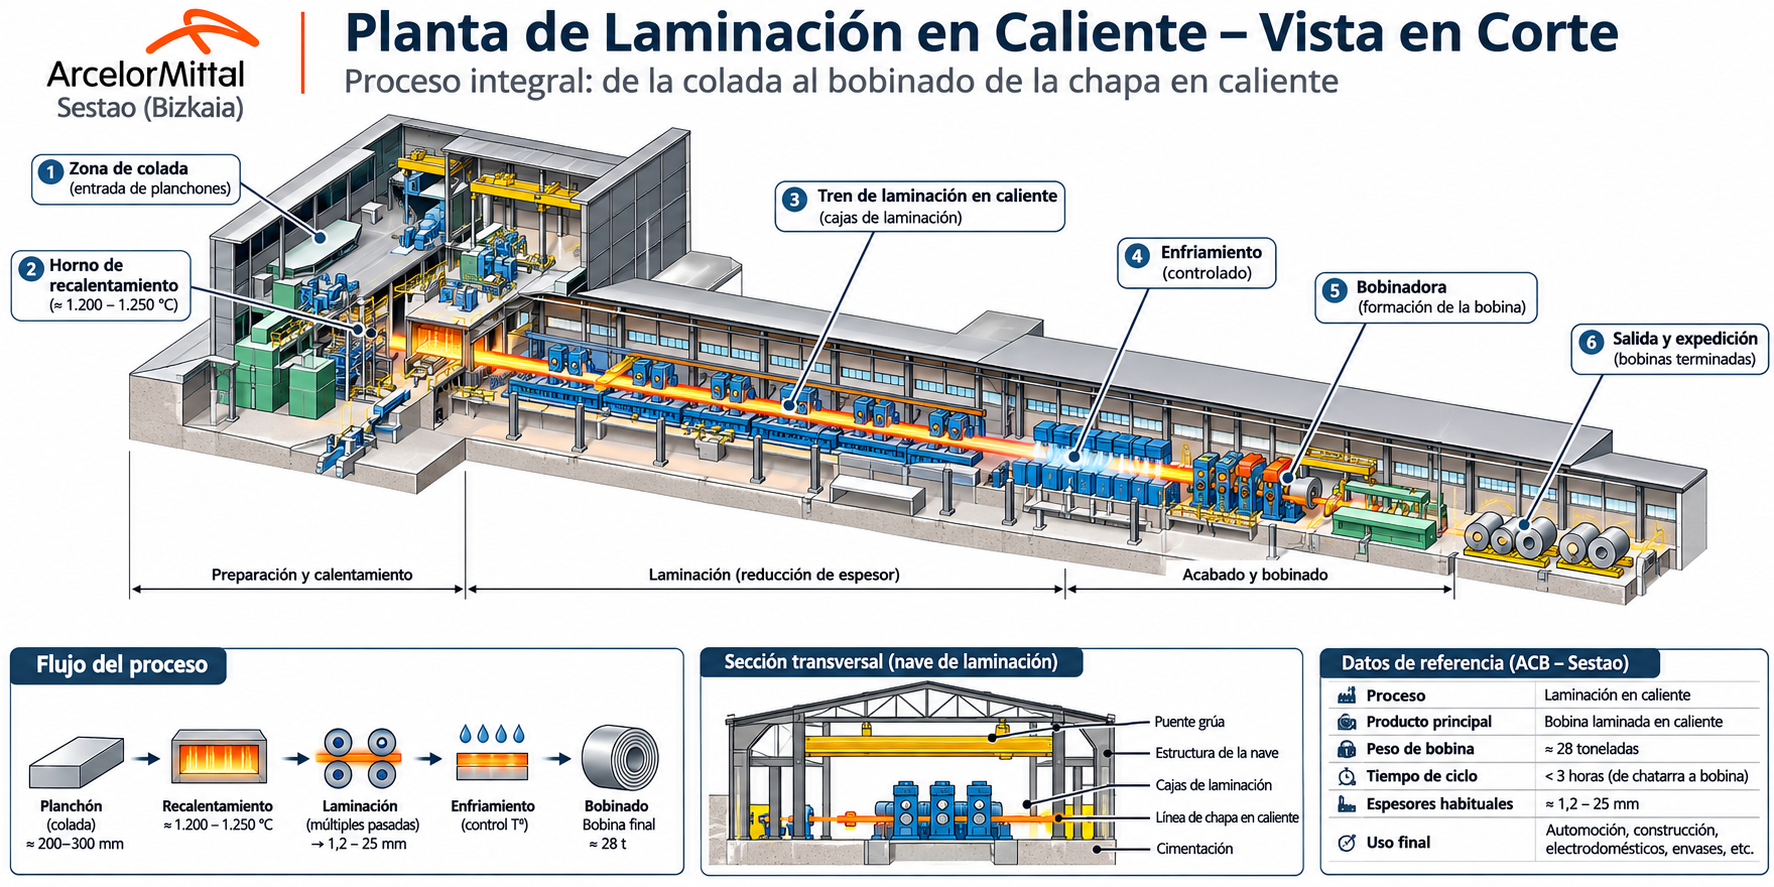 ArcelorMittal
Sestao (Bizkaia)
Planta de Laminación en Caliente – Vista en Corte
Proceso integral: de la colada al bobinado de la chapa en caliente
1 Zona de colada
(entrada de planchones)
2 Horno de
recalentamiento
(≈ 1.200 – 1.250 °C)
3 Tren de laminación en caliente
(cajas de laminación)
4 Enfriamiento
(controlado)
5 Bobinadora
(formación de la bobina)
6 Salida y expedición
(bobinas terminadas)
Preparación y calentamiento
Laminación (reducción de espesor)
Acabado y bobinado
Flujo del proceso
Planchón
(colada)
≈ 200–300 mm
Recalentamiento
≈ 1.200 – 1.250 °C
Laminación
(múltiples pasadas)
→ 1,2 – 25 mm
Enfriamiento
(control Tª)
Bobinado
Bobina final
≈ 28 t
Sección transversal (nave de laminación)
Puente grúa
Estructura de la nave
Cajas de laminación
Línea de chapa en caliente
Cimentación
Datos de referencia (ACB – Sestao)
Proceso Laminación en caliente
Producto principal Bobina laminada en caliente
Peso de bobina ≈ 28 toneladas
Tiempo de ciclo < 3 horas (de chatarra a bobina)
Espesores habituales ≈ 1,2 – 25 mm
Uso final Automoción, construcción,
electrodomésticos, envases, etc.